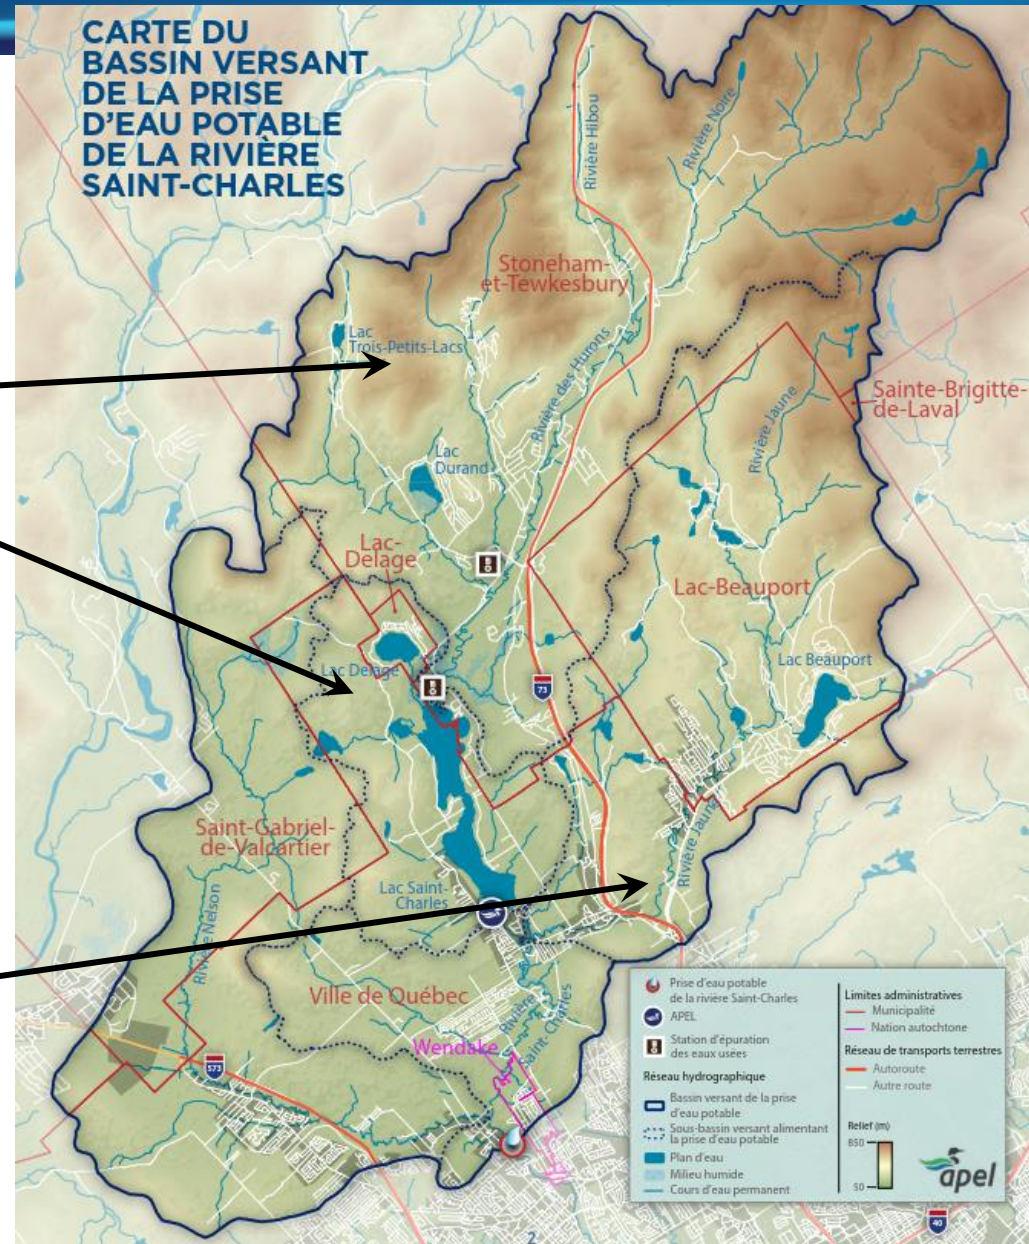 CARTE DU
BASSIN VERSANT
DE LA PRISE
D'EAU POTABLE
DE LA RIVIÈRE
SAINT-CHARLES
Rivière Hibou
Rivière Noire
Stoneham-
et-Tewkesbury
Lac
Trois-Petits-Lacs
Rivière des Hurons
Rivière Jaune
Sainte-Brigitte-
de-Laval
Lac
Durand
Lac-
Delage
Lac-Beauport
Lac Delage
Lac Beauport
73
Saint-Gabriel-
de-Valcartier
Rivière Jaune
Lac Saint-
Charles
Rivière Nelson
Ville de Québec
Rivière
Saint-Charles
Wendake
573
Prise d'eau potable
de la rivière Saint-Charles
APEL
Station d'épuration
des eaux usées
Réseau hydrographique
Bassin versant de la prise
d'eau potable
Sous-bassin versant alimentant
la prise d'eau potable
Plan d'eau
Milieu humide
Cours d'eau permanent
Limites administratives
Municipalité
Nation autochtone
Réseau de transports terrestres
Autoroute
Autre route
Relief (m)
850
50
apel
40
2